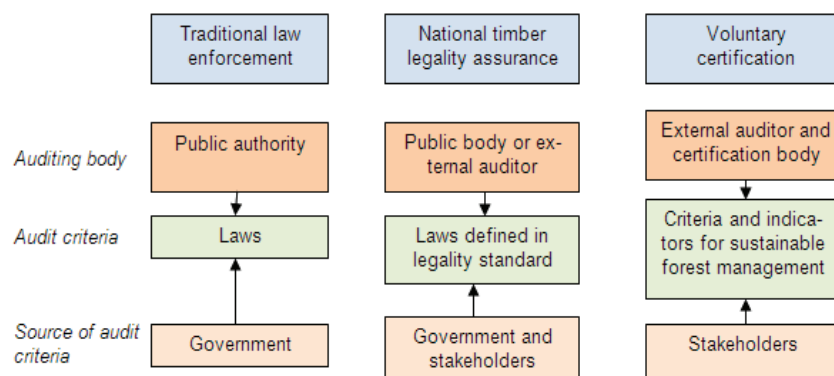 Traditional law
enforcement
National timber
legality assurance
Voluntary
certification
Auditing body
Public authority
Public body or ex-
ternal auditor
External auditor and
certification body
Audit criteria
Laws
Laws defined in
legality standard
Criteria and indica-
tors for sustainable
forest management
Source of audit
criteria
Government
Government and
stakeholders
Stakeholders